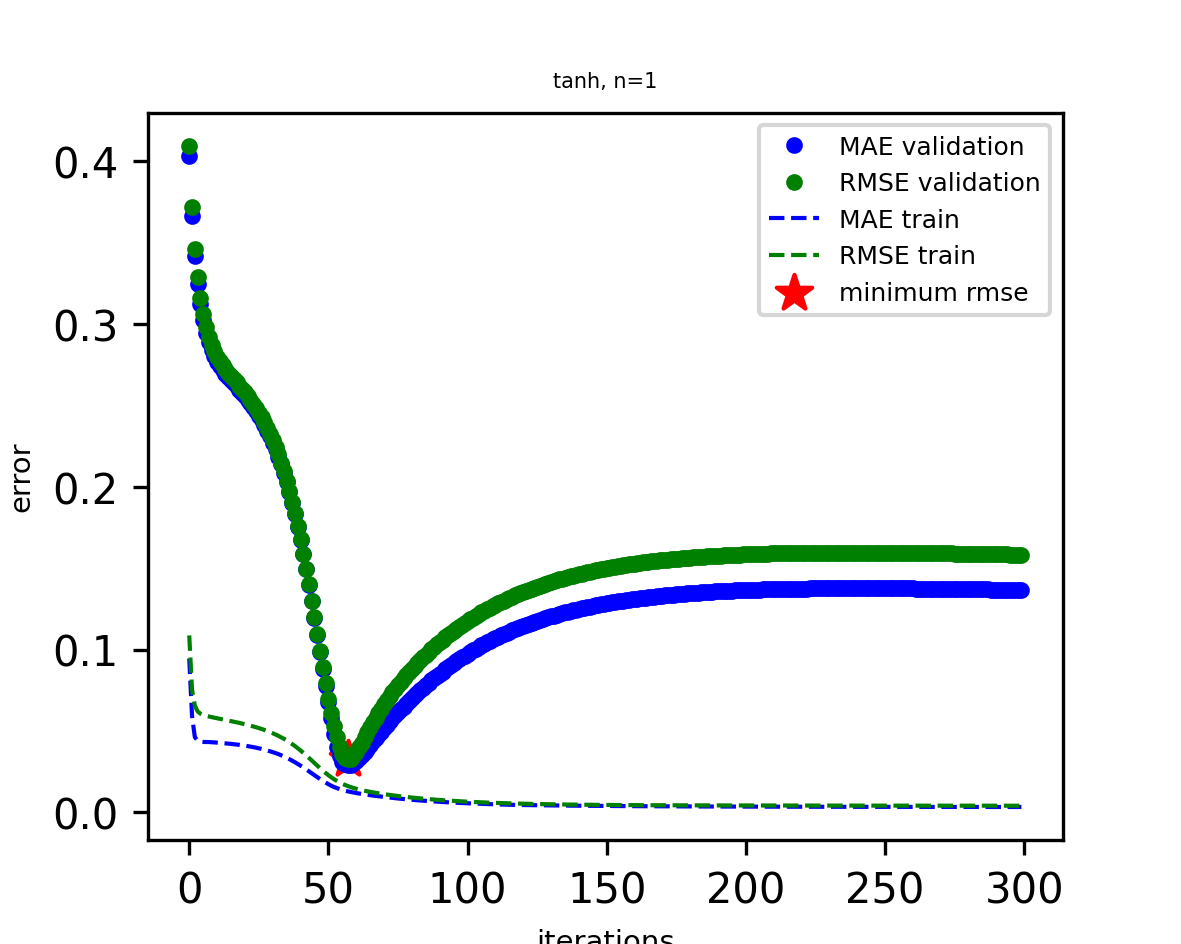 tanh, n=1
0.4
0.3
0.2
0.1
0.0
error
MAE validation
RMSE validation
MAE train
RMSE train
minimum rmse
0 50 100 150 200 250 300
iterations